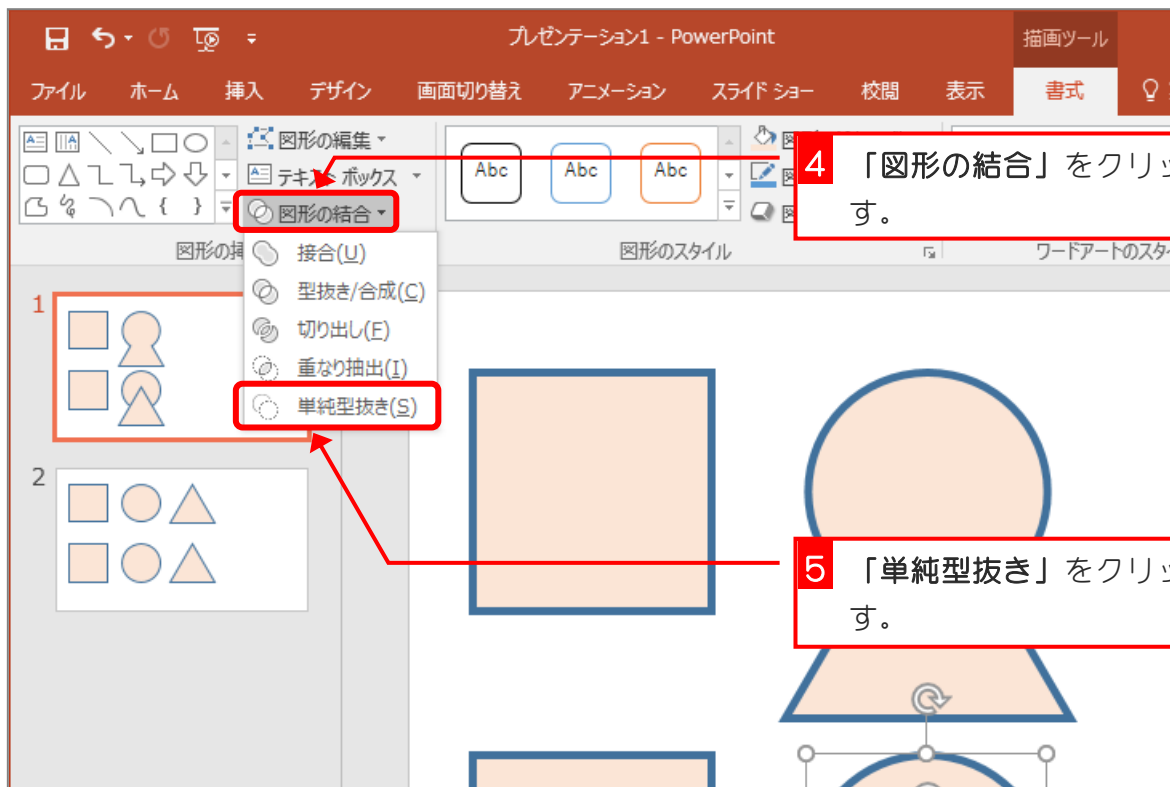 プレゼンテーション1 - PowerPoint
描画ツール
ファイル ホーム 挿入 デザイン 画面切り替え アニメーション スライド ショー 校閲 表示 書式
図形の編集
テキスト ボックス
図形の結合
Abc Abc Abc
図
図
図
図形の挿
図形のスタイル
ワードアートのスタ
接合(U)
型抜き/合成(C)
切り出し(F)
重なり抽出(I)
単純型抜き(S)
4 「図形の結合」をクリッ
す。
1
2
5 「単純型抜き」をクリッ
す。